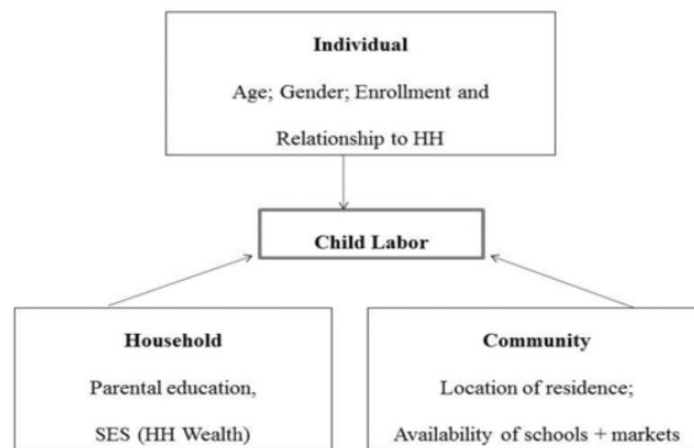 Individual
Age; Gender; Enrollment and
Relationship to HH
Child Labor
Household
Parental education,
SES (HH Wealth)
Community
Location of residence;
Availability of schools + markets